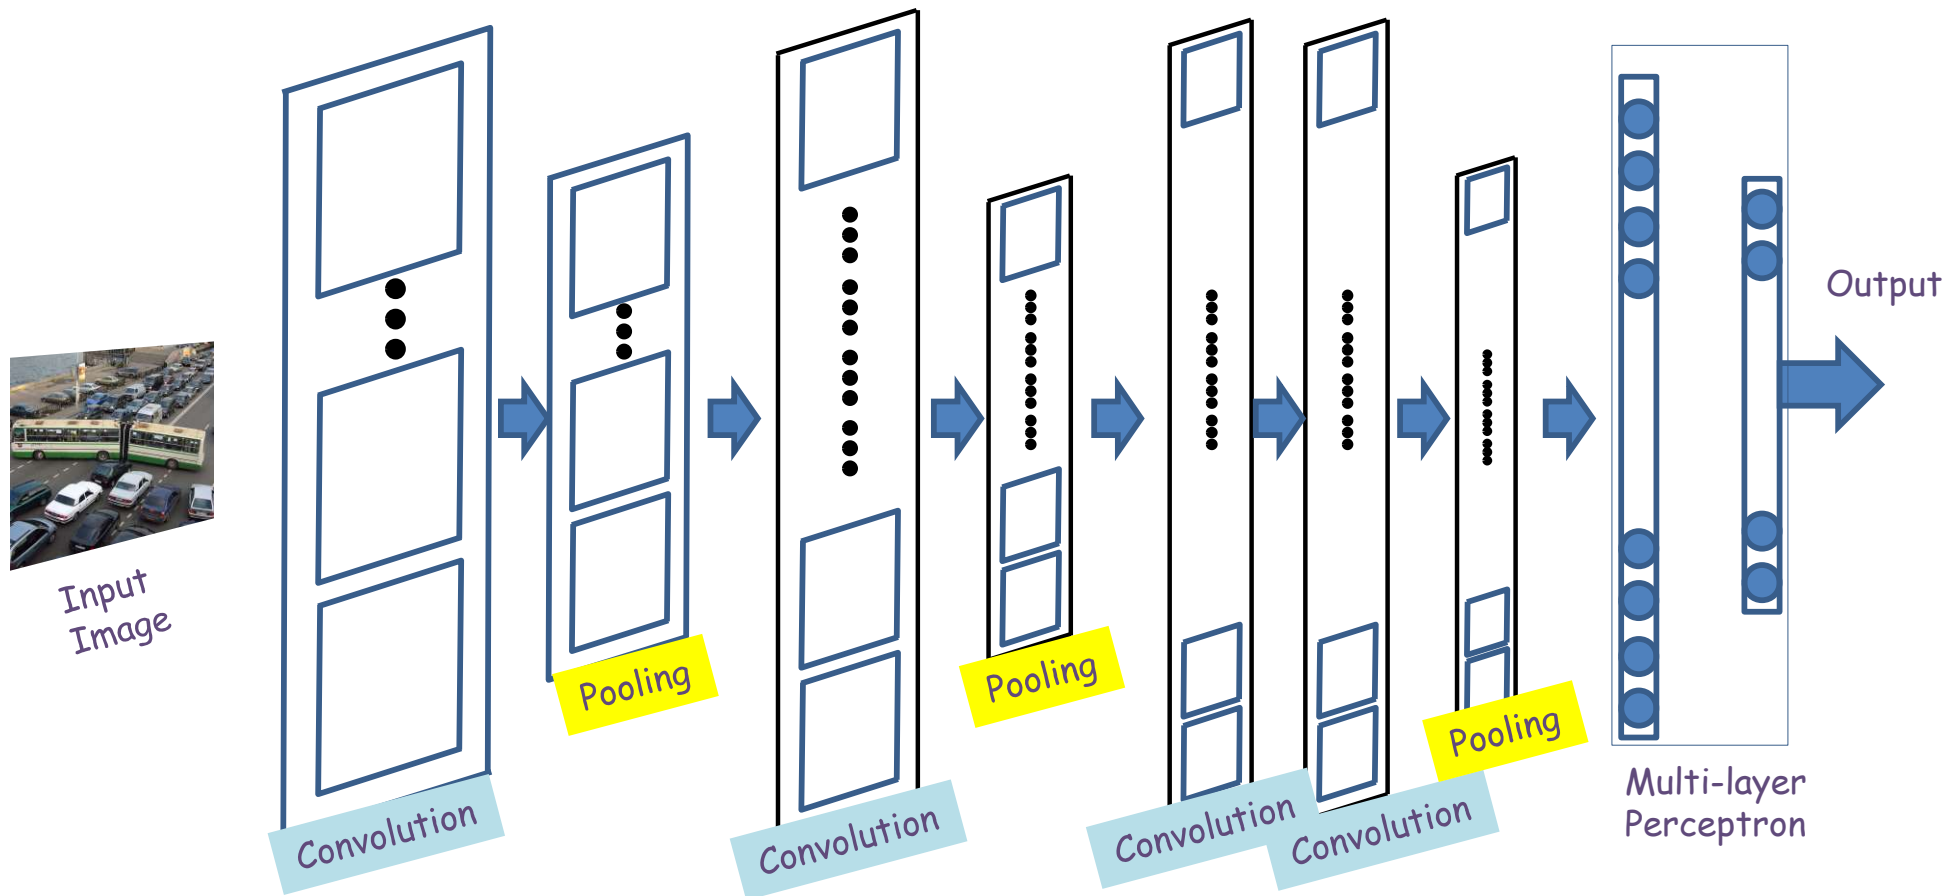 Input
Image
Convolution
Pooling
Convolution
Pooling
Convolution
Convolution
Pooling
Multi-layer
Perceptron
Output